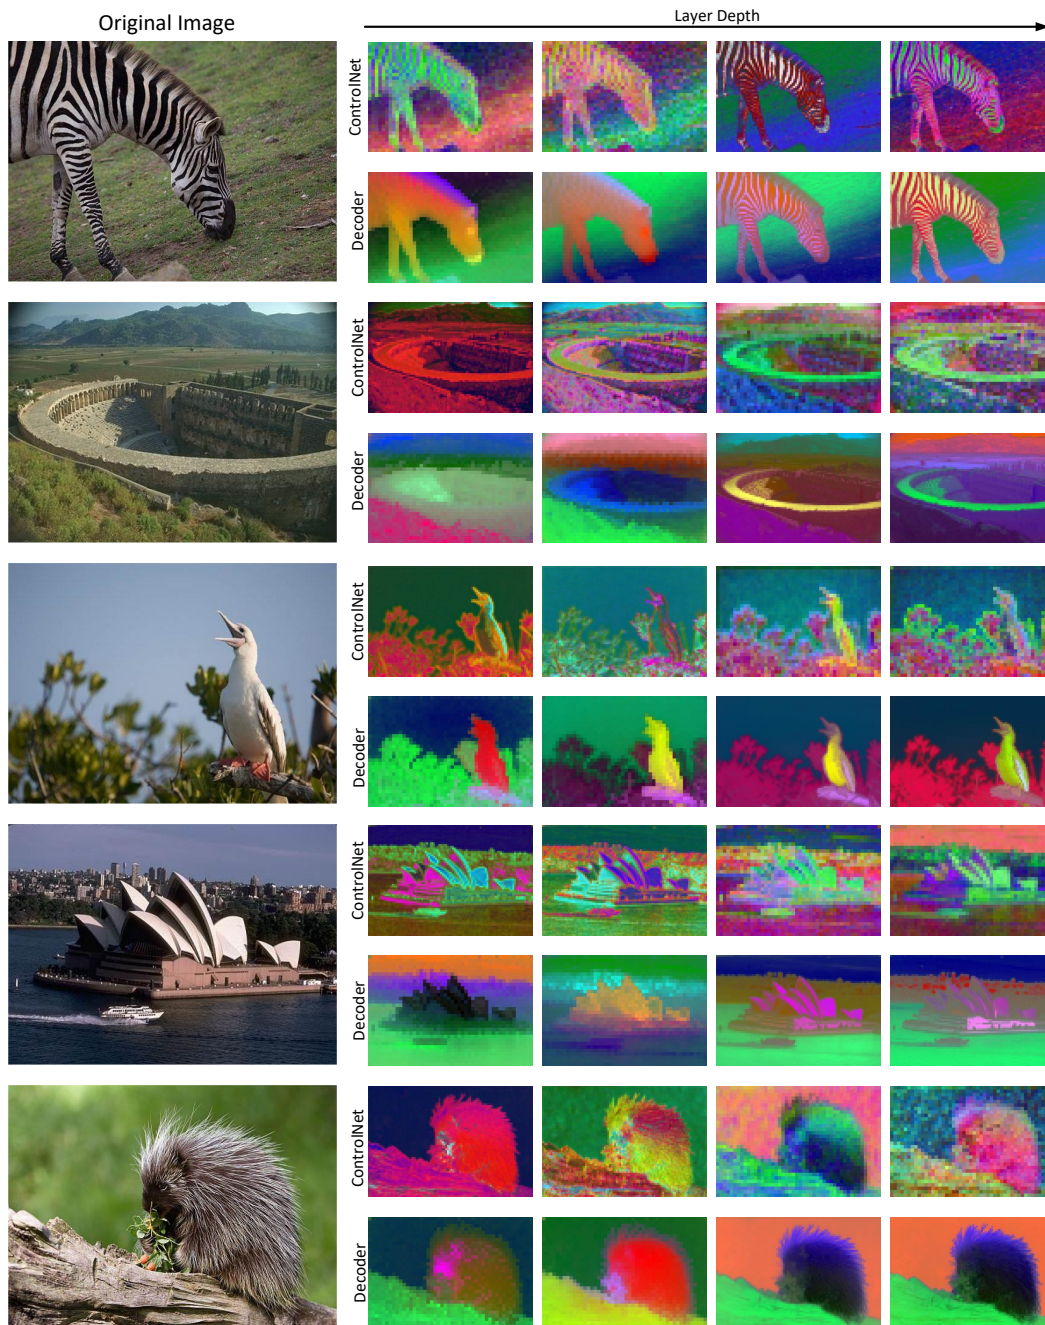 Original Image
Layer Depth
ControlNet
Decoder
ControlNet
Decoder
ControlNet
Decoder
ControlNet
Decoder
ControlNet
Decoder